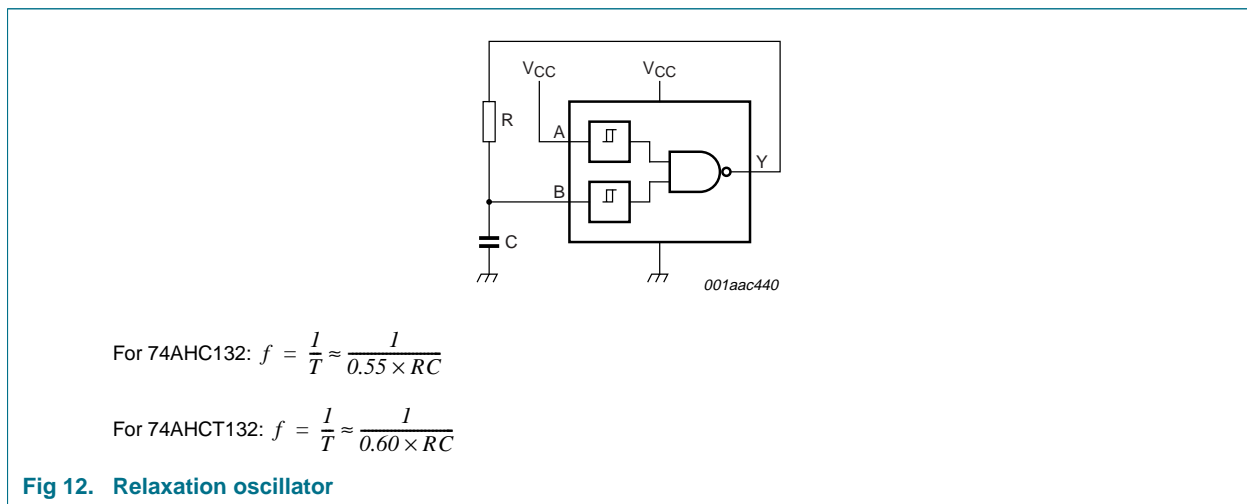 VCC VCC
R
A
Y
B
C
001aac440
For 74AHC132: f = 1/T ≈ 1/(0.55 × RC)
For 74AHCT132: f = 1/T ≈ 1/(0.60 × RC)
Fig 12. Relaxation oscillator